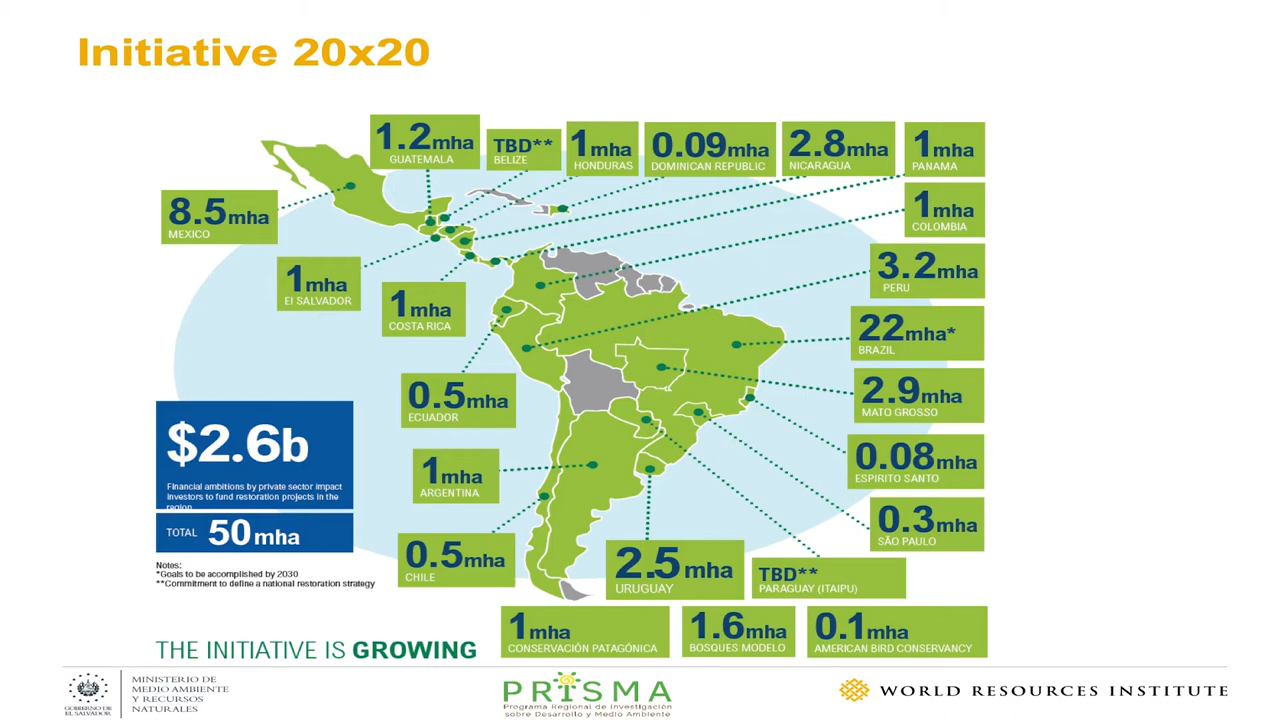 Initiative 20x20
1.2mha
GUATEMALA
TBD**
BELIZE
1mha
HONDURAS
0.09mha
DOMINICAN REPUBLIC
2.8mha
NICARAGUA
1mha
PANAMA
8.5mha
MEXICO
1mha
COLOMBIA
1mha
El SALVADOR
1mha
COSTA RICA
3.2mha
PERU
22mha*
BRAZIL
0.5mha
ECUADOR
2.9mha
MATO GROSSO
$2.6b
Financial ambitions by private sector impact
investors to fund restoration projects in the
region
TOTAL 50mha
1mha
ARGENTINA
0.08mha
ESPIRITO SANTO
0.3mha
SÃO PAULO
0.5mha
CHILE
2.5mha
URUGUAY
TBD**
PARAGUAY (ITAIPU)
Notes:
*Goals to be accomplished by 2030
**Commitment to define a national restoration strategy
1mha
CONSERVACIÓN PATAGÓNICA
1.6mha
BOSQUES MODELO
0.1mha
AMERICAN BIRD CONSERVANCY
THE INITIATIVE IS GROWING
GOBIERNO DE
EL SALVADOR
MINISTERIO DE
MEDIO AMBIENTE
Y RECURSOS
NATURALES
PRISMA
Programa Regional de Investigación
sobre Desarrollo y Medio Ambiente
WORLD RESOURCES INSTITUTE